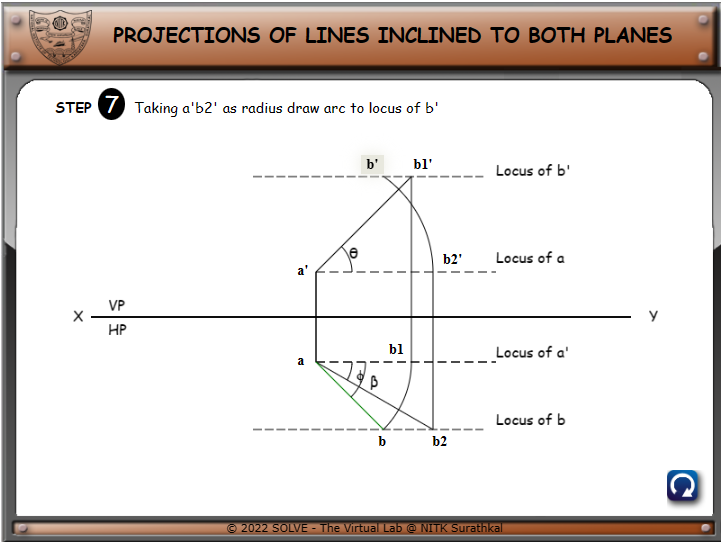 PROJECTIONS OF LINES INCLINED TO BOTH PLANES
STEP 7 Taking a'b2' as radius draw arc to locus of b'
b' b1' Locus of b'
θ
a' b2' Locus of a
VP
X Y
HP
b1 Locus of a'
a
ϕ β
Locus of b
b b2
© 2022 SOLVE - The Virtual Lab @ NITK Surathkal